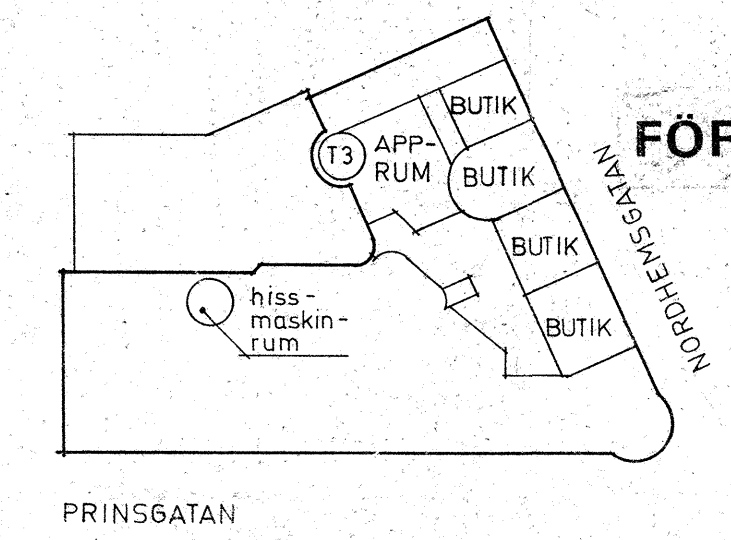 BUTIK
FÖR
T3
APP-
RUM
BUTIK
NORDHEMSGATAN
BUTIK
hiss-
maskin-
rum
BUTIK
PRINSGATAN